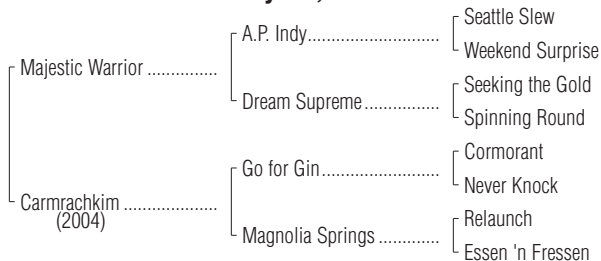 Seattle Slew
A.P. Indy
Weekend Surprise
Majestic Warrior
Seeking the Gold
Dream Supreme
Spinning Round
Cormorant
Go for Gin
Never Knock
Carmrachkim
(2004)
Relaunch
Magnolia Springs
Essen 'n Fressen